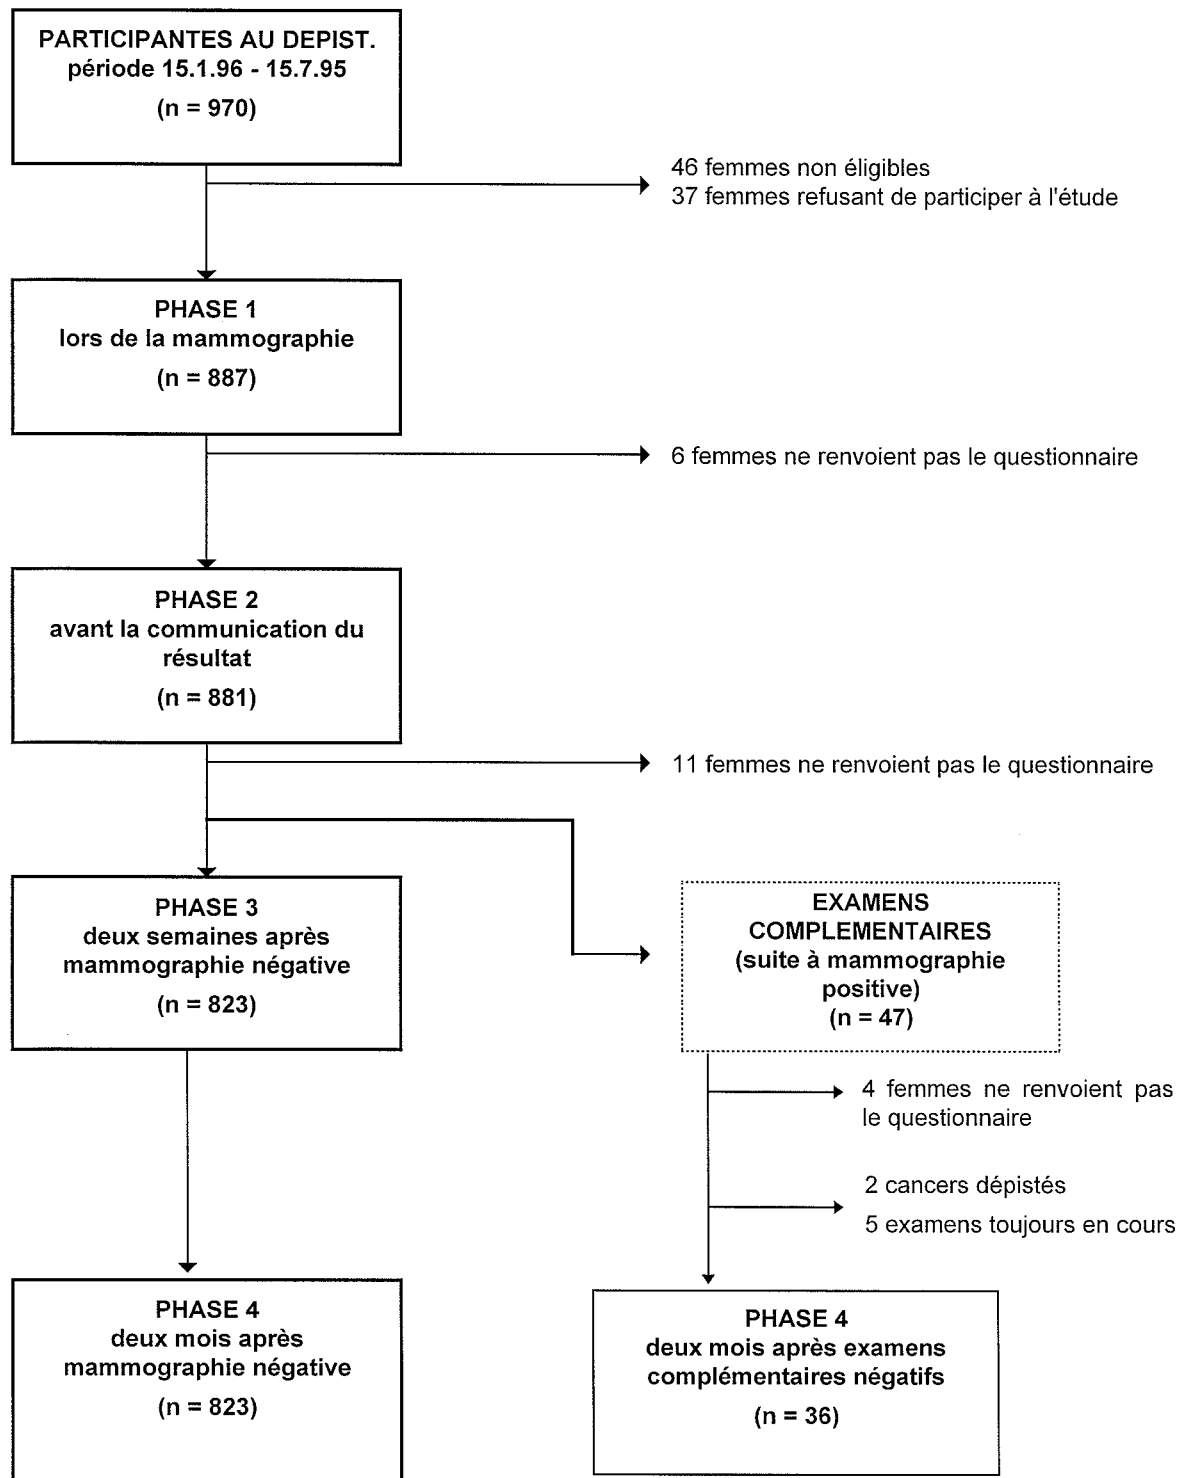 PARTICIPANTES AU DEPIST.
période 15.1.96 - 15.7.95
(n = 970)
46 femmes non éligibles
37 femmes refusant de participer à l'étude
PHASE 1
lors de la mammographie
(n = 887)
6 femmes ne renvoient pas le questionnaire
PHASE 2
avant la communication du
résultat
(n = 881)
11 femmes ne renvoient pas le questionnaire
PHASE 3
deux semaines après
mammographie négative
(n = 823)
EXAMENS
COMPLEMENTAIRES
(suite à mammographie
positive)
(n = 47)
4 femmes ne renvoient pas
le questionnaire
2 cancers dépistés
5 examens toujours en cours
PHASE 4
deux mois après
mammographie négative
(n = 823)
PHASE 4
deux mois après examens
complémentaires négatifs
(n = 36)